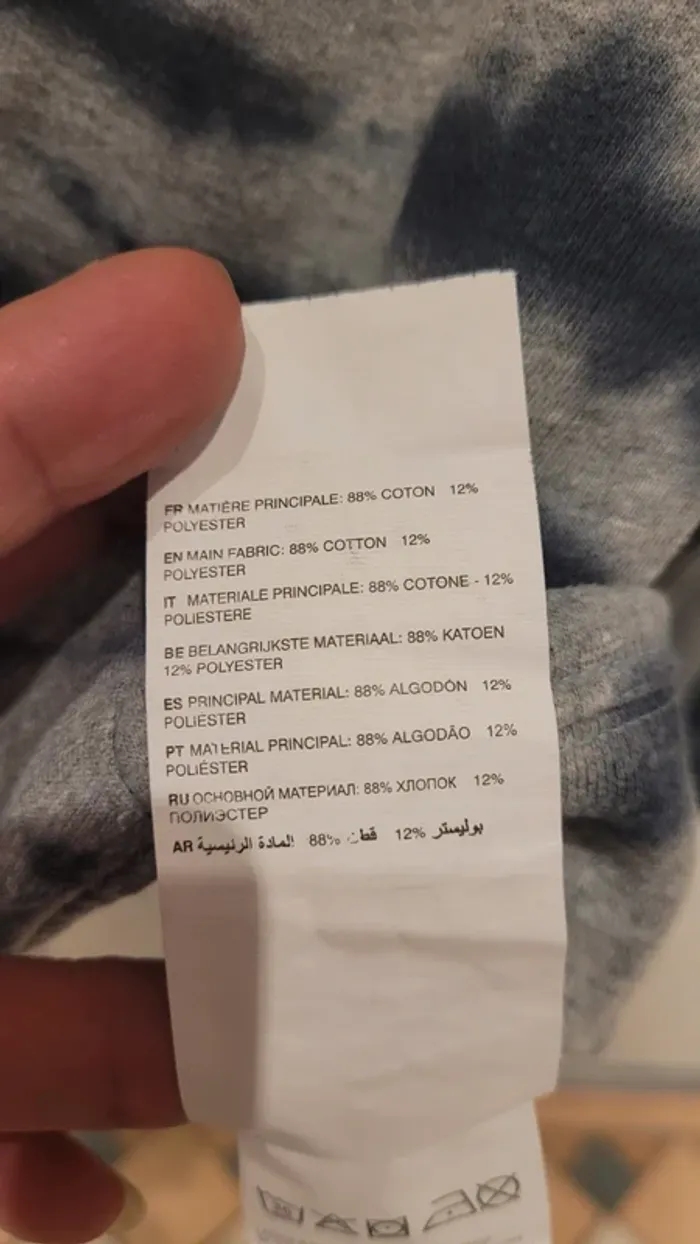 FR MATIÈRE PRINCIPALE: 88% COTON 12%
POLYESTER
EN MAIN FABRIC: 88% COTTON 12%
POLYESTER
IT MATERIALE PRINCIPALE: 88% COTONE - 12%
POLIESTERE
BE BELANGRIJKSTE MATERIAAL: 88% KATOEN
12% POLYESTER
ES PRINCIPAL MATERIAL: 88% ALGODÓN 12%
POLIÉSTER
PT MATERIAL PRINCIPAL: 88% ALGODÃO 12%
POLIÉSTER
RU ОСНОВНОЙ МАТЕРИАЛ: 88% ХЛОПОК 12%
ПОЛИЭСТЕР
AR المادة الرئيسية 88% قطن 12% بوليستر